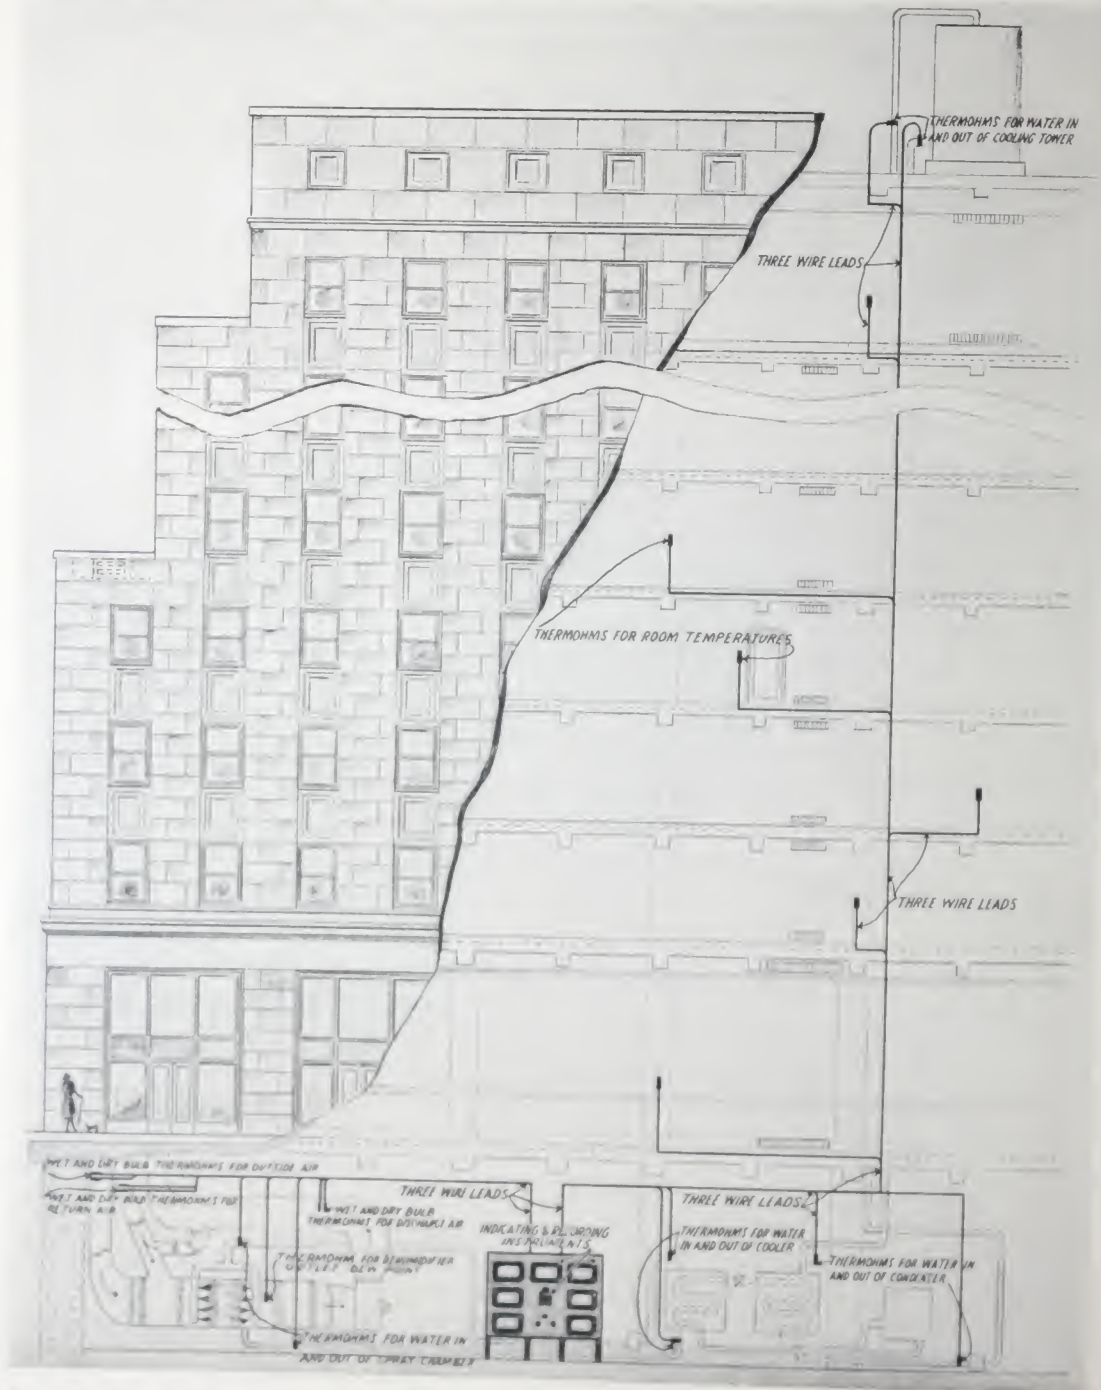 THERMOHMS FOR WATER IN
AND OUT OF COOLING TOWER
THREE WIRE LEADS
THERMOHMS FOR ROOM TEMPERATURES
THREE WIRE LEADS
WET AND DRY BULB THERMOHMS FOR OUTSIDE AIR
WET AND DRY BULB THERMOHMS FOR
RETURN AIR
THREE WIRE LEADS
WET AND DRY BULB
THERMOHMS FOR DISCHARGE AIR
INDICATING & RECORDING
INSTRUMENTS
THREE WIRE LEADS
THERMOHMS FOR WATER
IN AND OUT OF COOLER
THERMOHMS FOR WATER IN
AND OUT OF CONDENSER
THERMOHM FOR DEHUMIDIFIER
OUTLET DEW POINT
THERMOHMS FOR WATER IN
AND OUT OF SPRAY CHAMBER